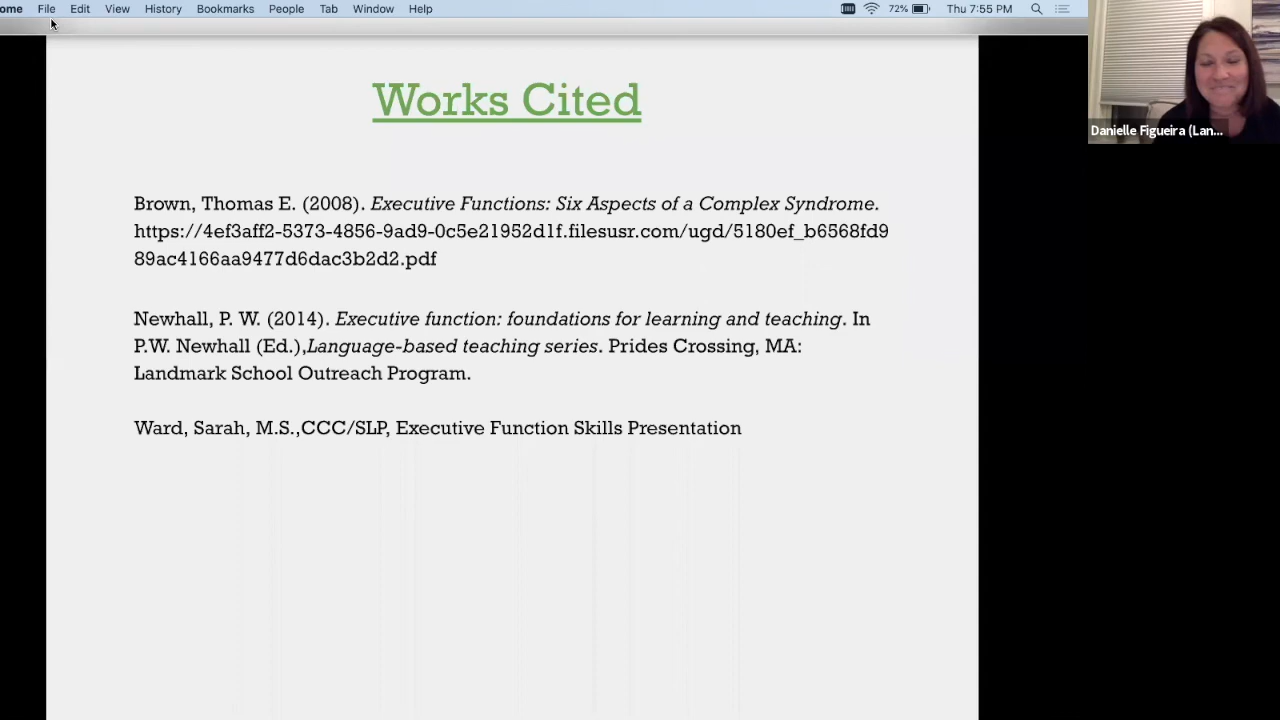 ome File Edit View History Bookmarks People Tab Window Help 72% Thu 7:55 PM
Danielle Figueira (Lan...
Works Cited
Brown, Thomas E. (2008). Executive Functions: Six Aspects of a Complex Syndrome.
https://4ef3aff2-5373-4856-9ad9-0c5e21952d1f.filesusr.com/ugd/5180ef_b6568fd9
89ac4166aa9477d6dac3b2d2.pdf
Newhall, P. W. (2014). Executive function: foundations for learning and teaching. In
P.W. Newhall (Ed.),Language-based teaching series. Prides Crossing, MA:
Landmark School Outreach Program.
Ward, Sarah, M.S.,CCC/SLP, Executive Function Skills Presentation